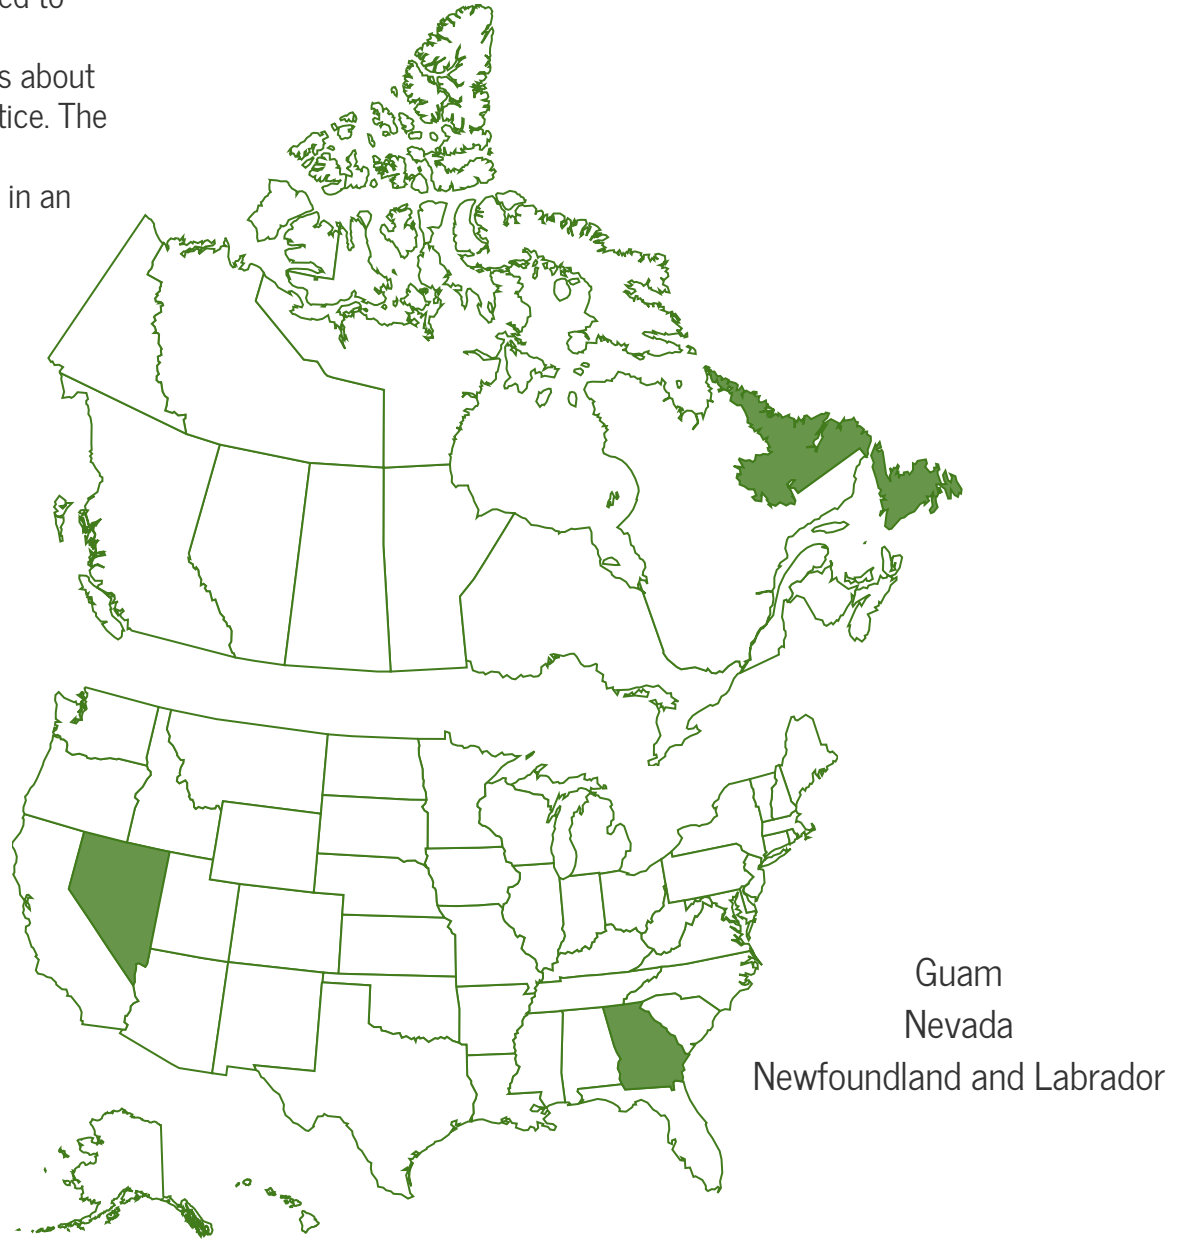 s about
tice. The
in an
Guam
Nevada
Newfoundland and Labrador